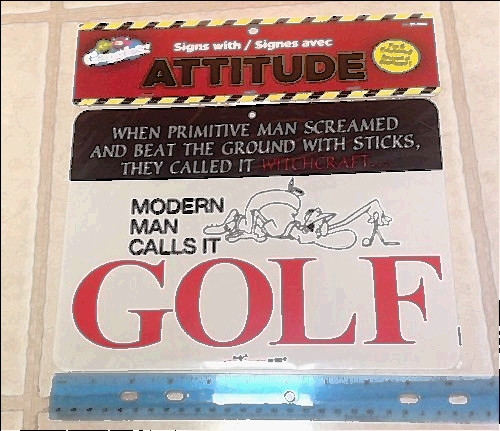 Signs with / Signes avec
ATTITUDE
WHEN PRIMITIVE MAN SCREAMED
AND BEAT THE GROUND WITH STICKS,
THEY CALLED IT WITCHCRAFT...
MODERN
MAN
CALLS IT
GOLF